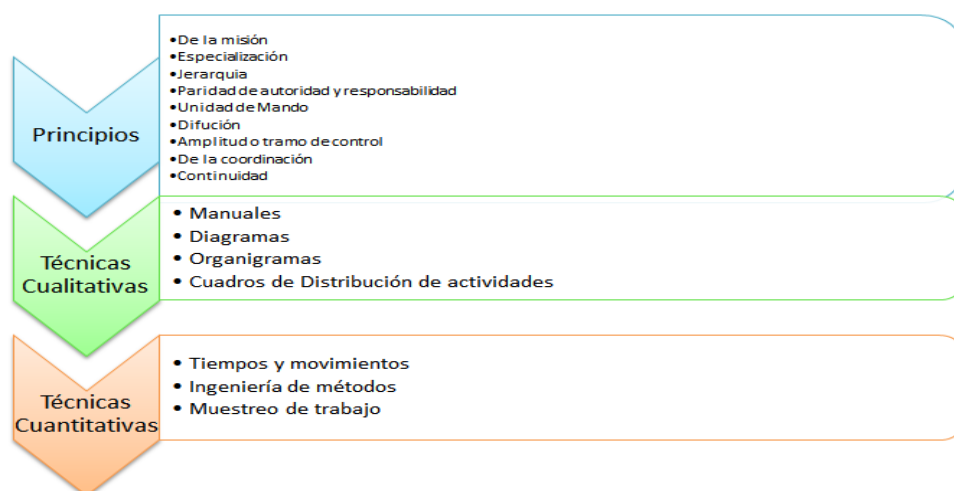 Principios
•De la misión
•Especialización
•Jerarquia
•Paridad de autoridad y responsabilidad
•Unidad de Mando
•Difución
•Amplitud o tramo de control
•De la coordinación
•Continuidad
Técnicas
Cualitativas
• Manuales
• Diagramas
• Organigramas
• Cuadros de Distribución de actividades
Técnicas
Cuantitativas
• Tiempos y movimientos
• Ingeniería de métodos
• Muestreo de trabajo